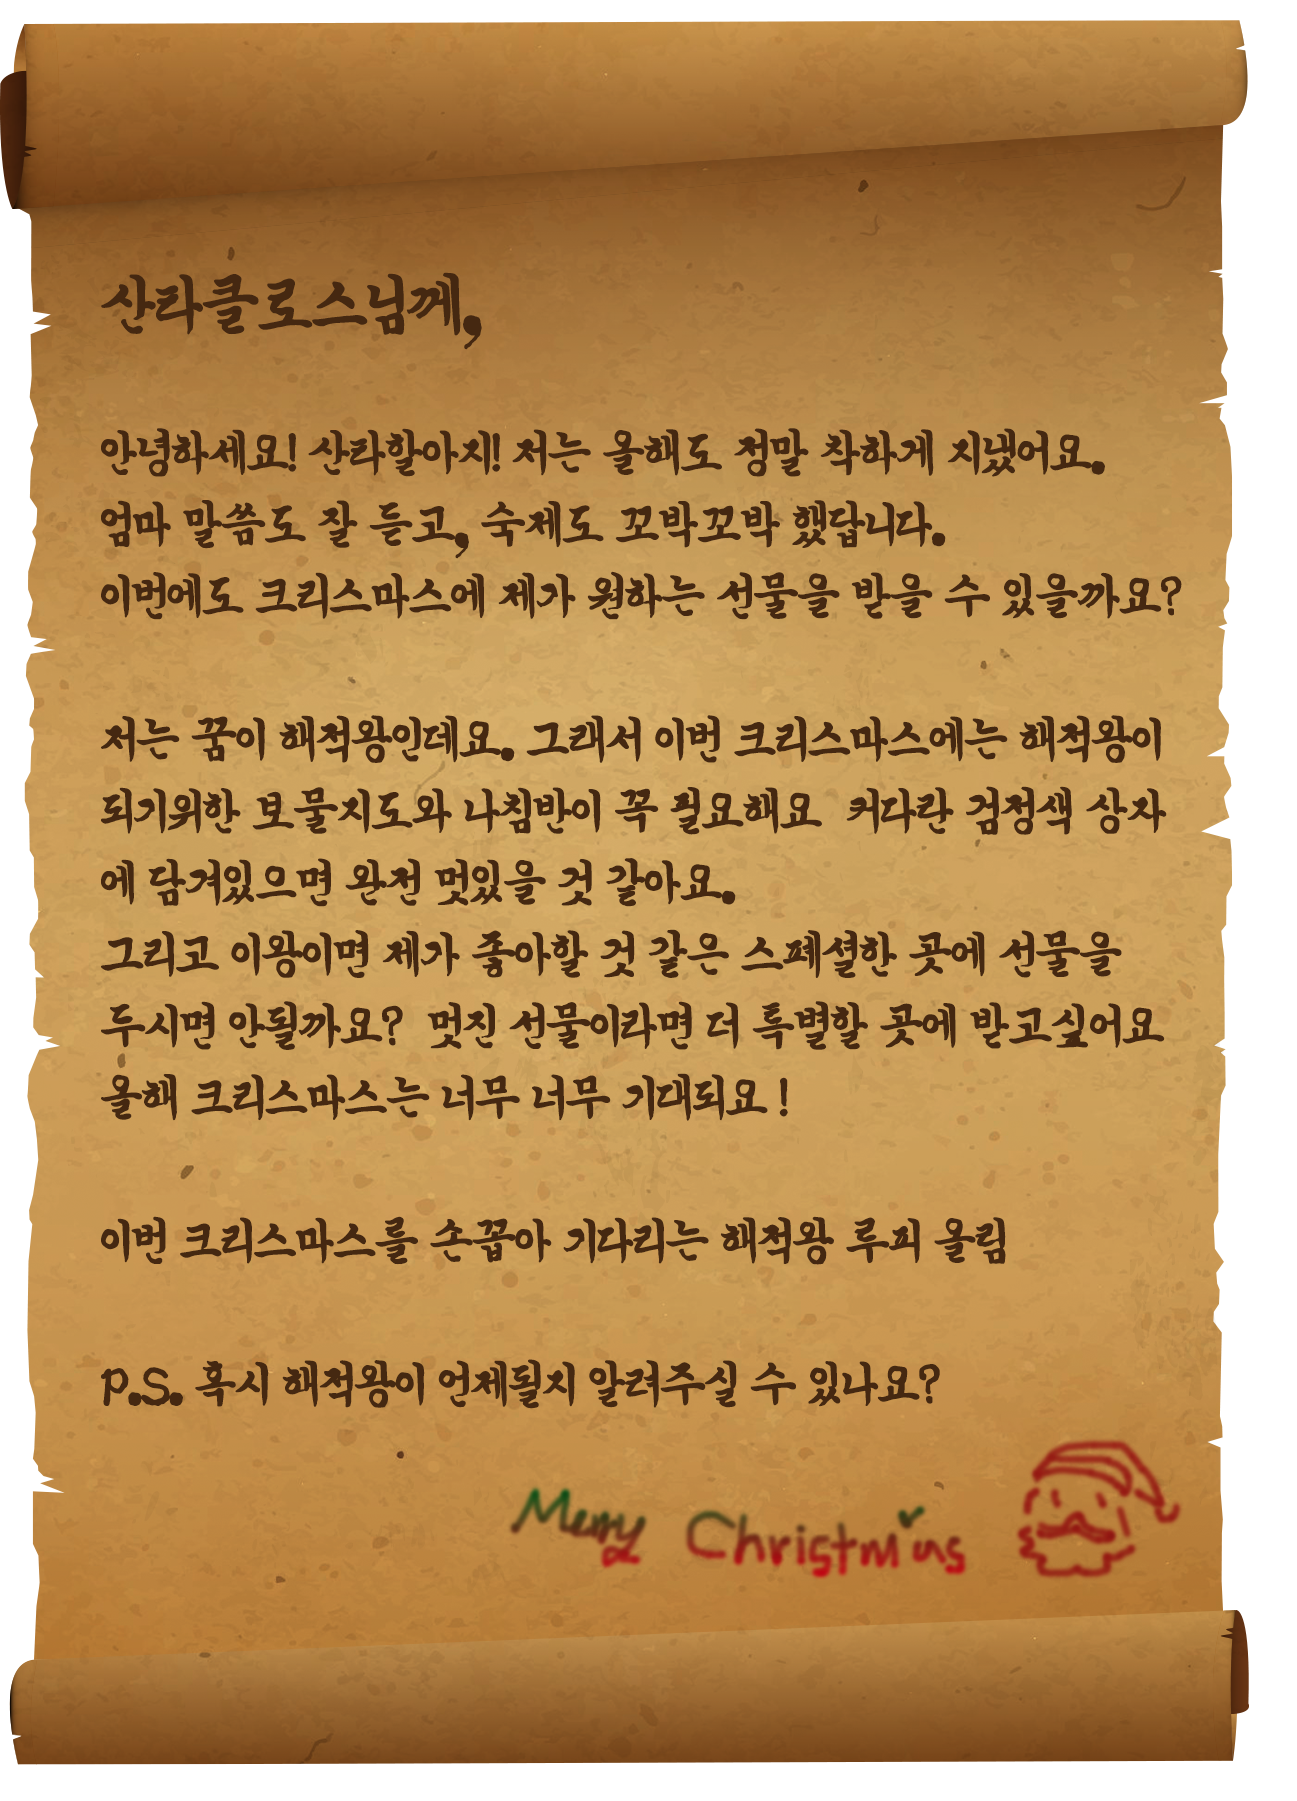 산타클로스님께,
안녕하세요! 산타할아지! 저는 올해도 정말 착하게 지냈어요.
엄마 말씀도 잘 듣고, 숙제도 꼬박꼬박 했답니다.
이번에도 크리스마스에 제가 원하는 선물을 받을 수 있을까요?
저는 꿈이 해적왕인데요. 그래서 이번 크리스마스에는 해적왕이
되기위한 보물지도와 나침반이 꼭 필요해요 커다란 검정색 상자
에 담겨있으면 완전 멋있을 것 같아요.
그리고 이왕이면 제가 좋아할 것 같은 스폐셜한 곳에 선물을
두시면 안될까요? 멋진 선물이라면 더 특별할 곳에 받고싶어요
올해 크리스마스는 너무 너무 기대되요 !
이번 크리스마스를 손꼽아 기다리는 해적왕 루피 올림
P.S. 혹시 해적왕이 언제될지 알려주실 수 있나요?
Merry Christmas